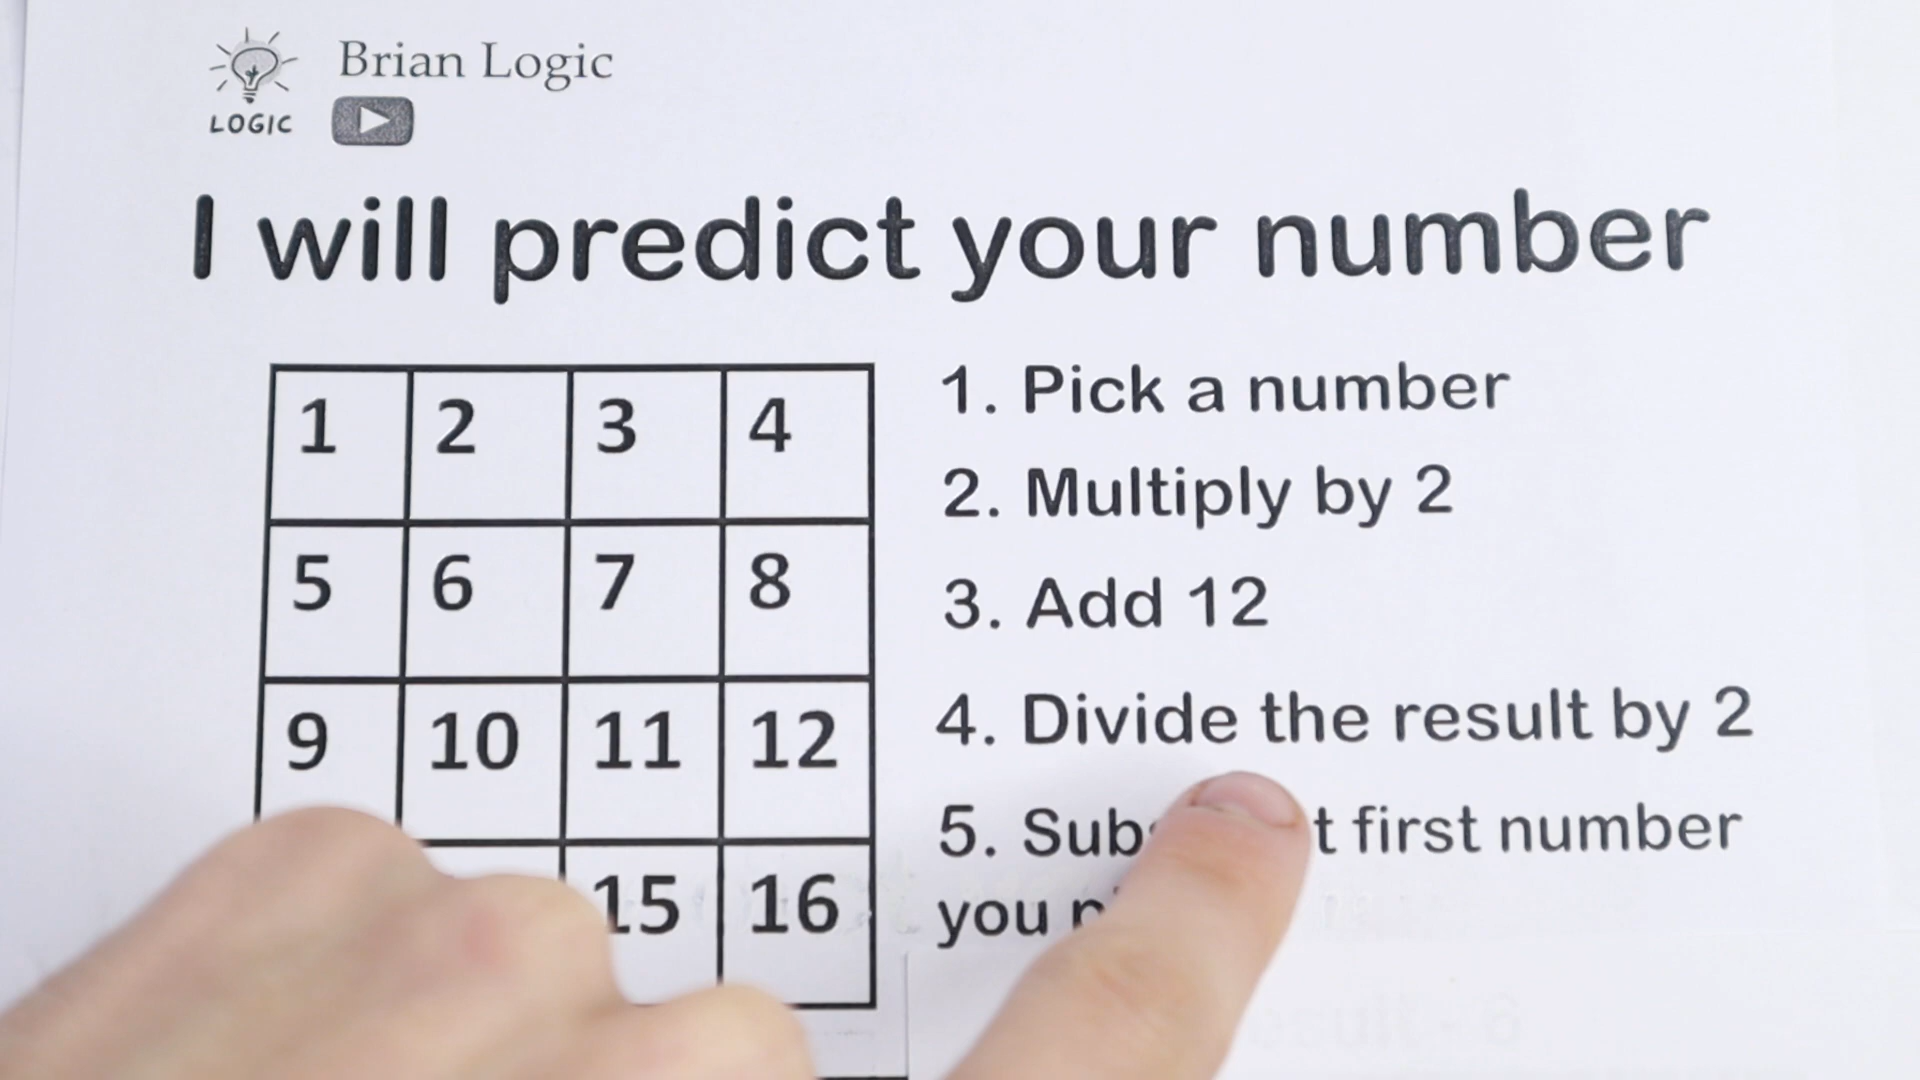 Brian Logic
LOGIC
I will predict your number
1 2 3 4
5 6 7 8
9 10 11 12
15 16
1. Pick a number
2. Multiply by 2
3. Add 12
4. Divide the result by 2
5. first number
you